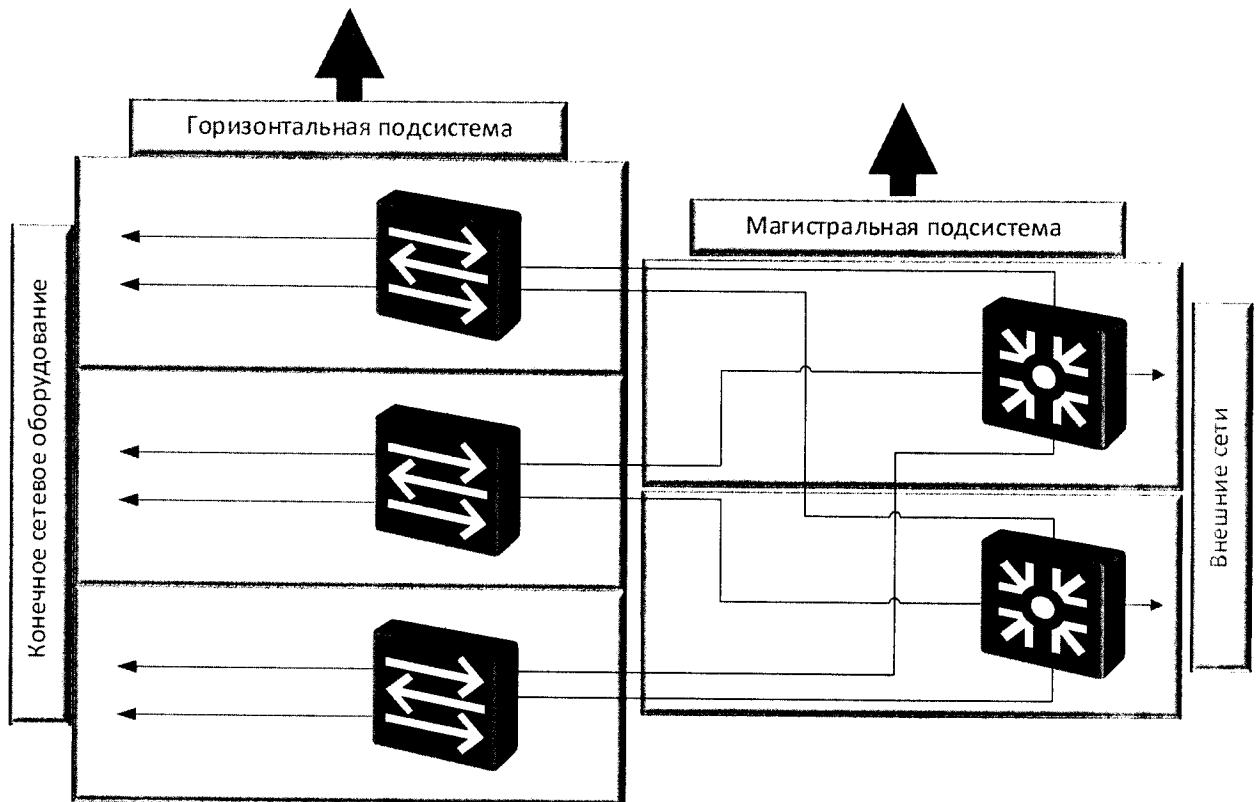 Горизонтальная подсистема
Магистральная подсистема
Конечное сетевое оборудование
Внешние сети